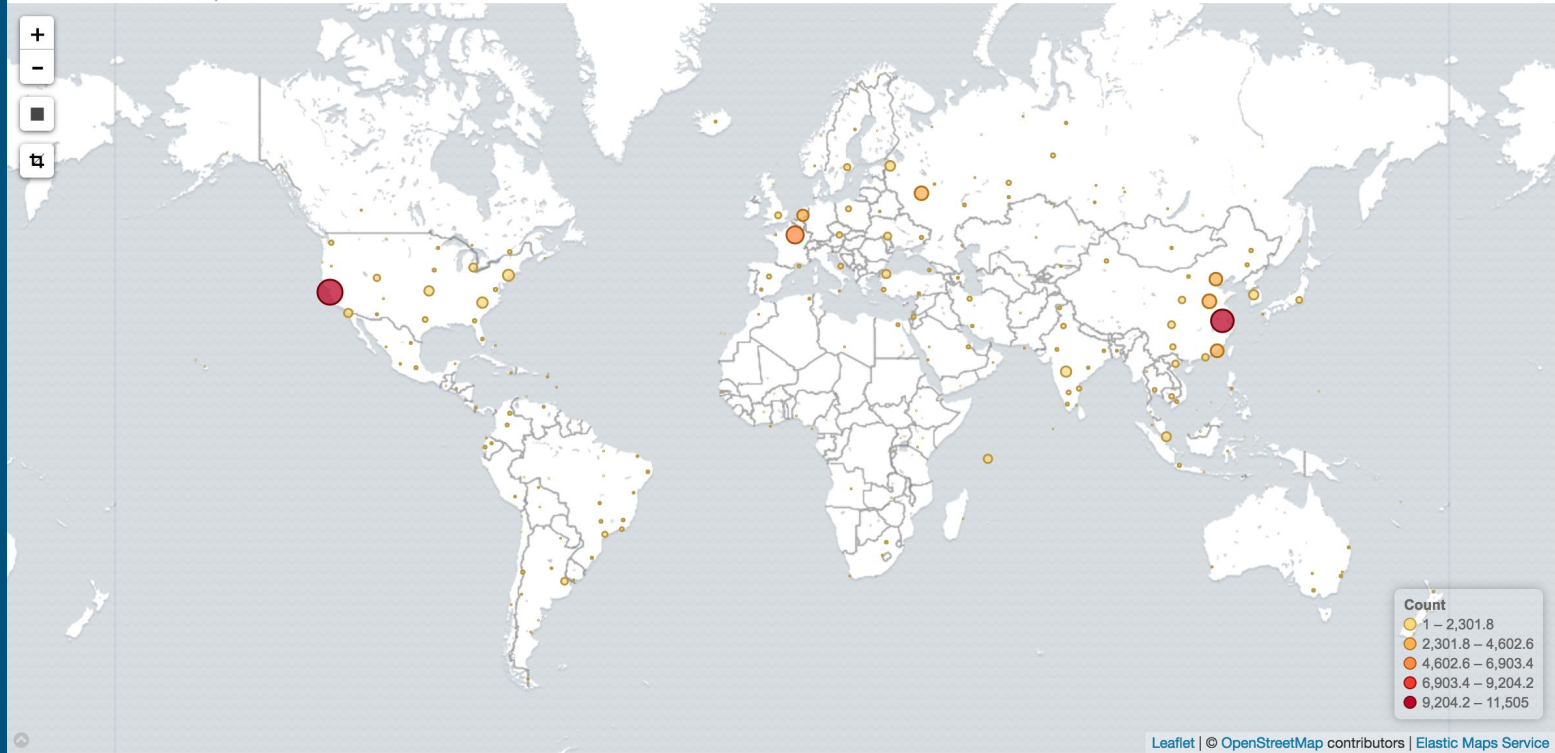 +
-
Count
1 – 2,301.8
2,301.8 – 4,602.6
4,602.6 – 6,903.4
6,903.4 – 9,204.2
9,204.2 – 11,505
Leaflet | © OpenStreetMap contributors | Elastic Maps Service